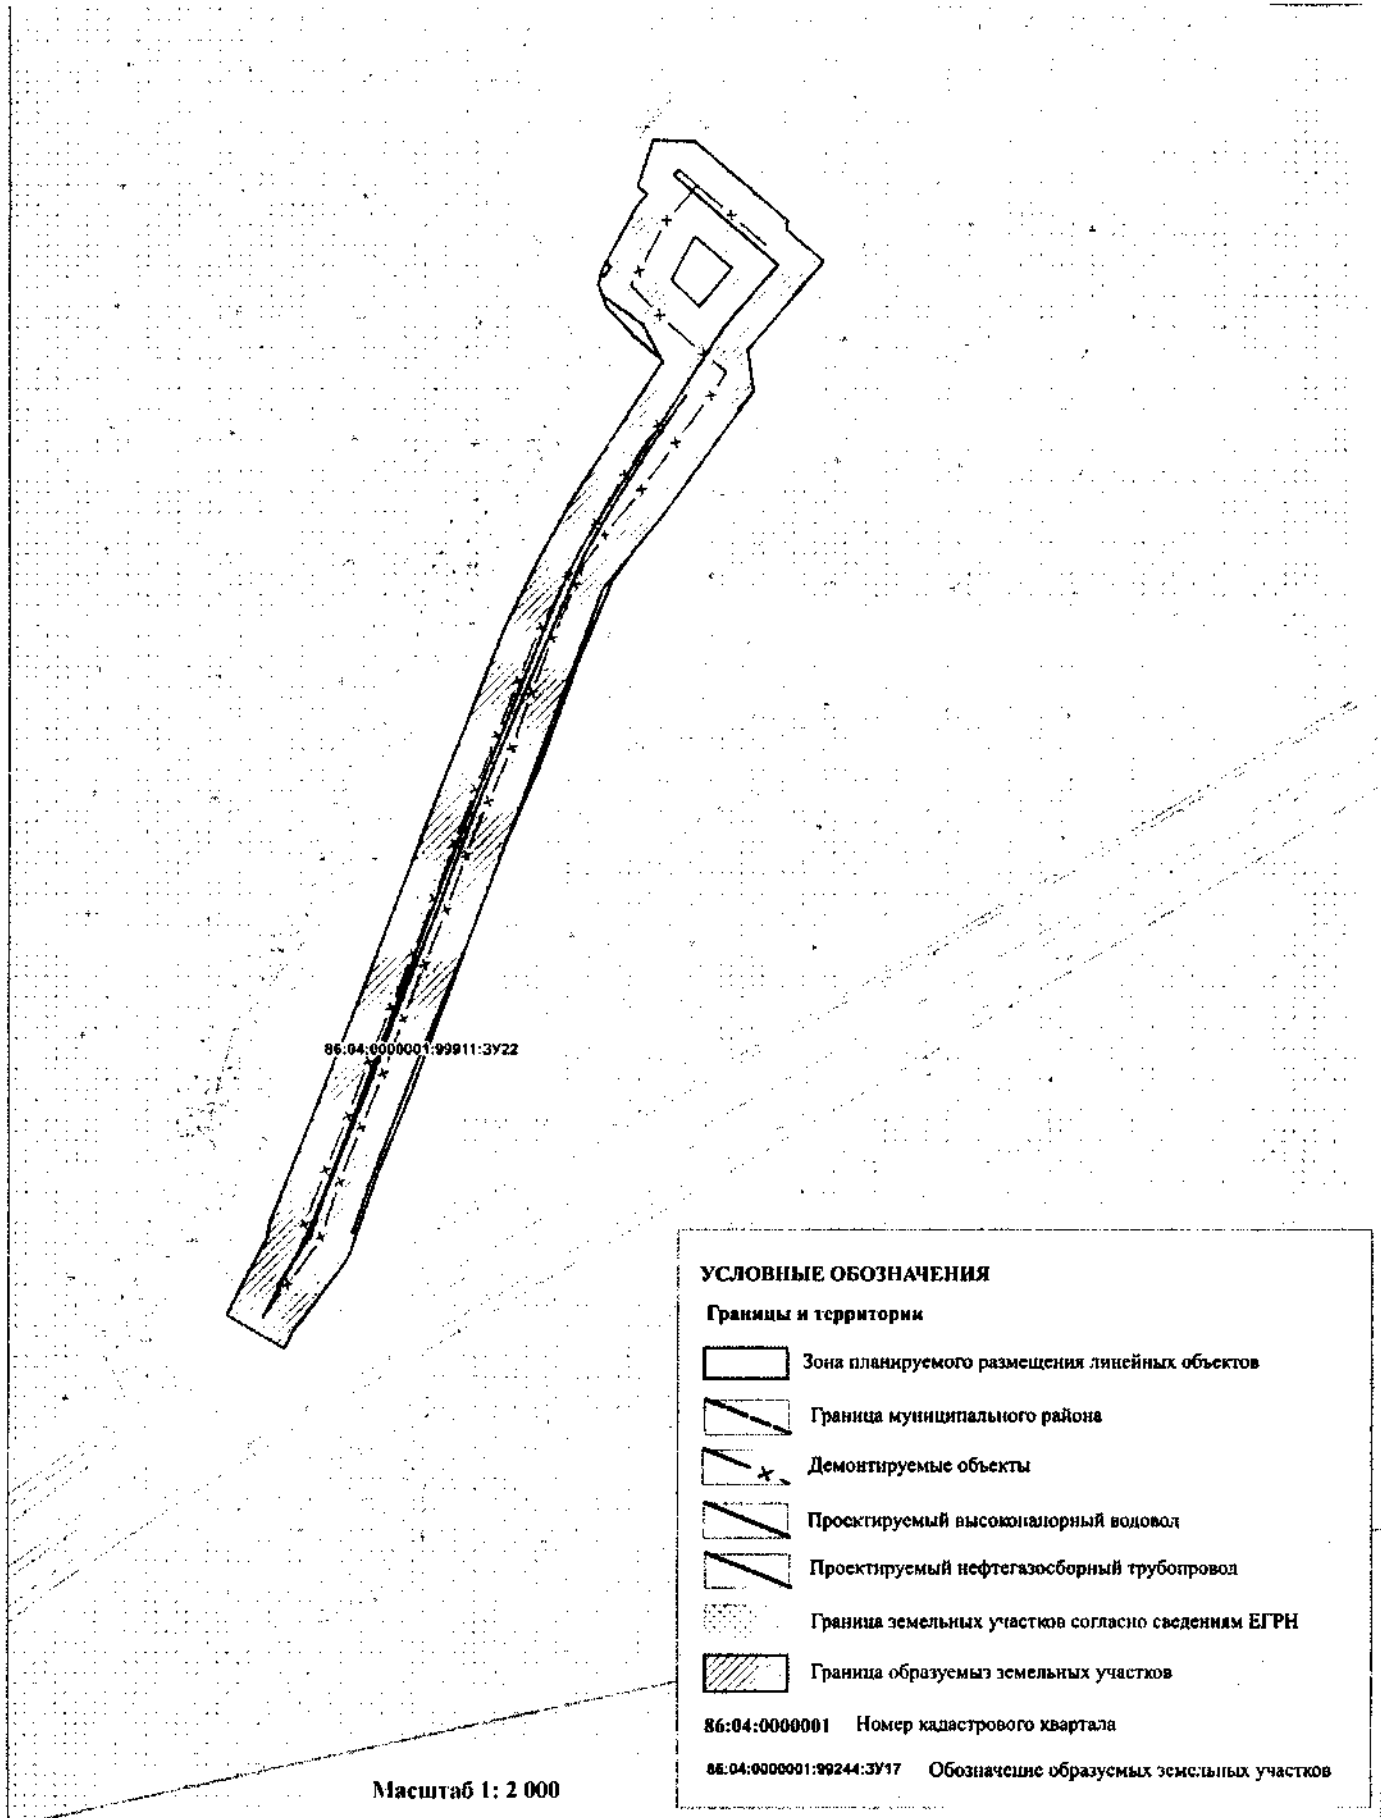 86:04:0000001:99911:ЗУ22
УСЛОВНЫЕ ОБОЗНАЧЕНИЯ
Границы и территории
Зона планируемого размещения линейных объектов
Граница муниципального района
Демонтируемые объекты
Проектируемый высоконапорный водовод
Проектируемый нефтегазосборный трубопровод
Граница земельных участков согласно сведениям ЕГРН
Граница образуемыз земельных участков
86:04:0000001 Номер кадастрового квартала
86:04:0000001:99244:ЗУ17 Обозначение образуемых земельных участков
Масштаб 1: 2 000